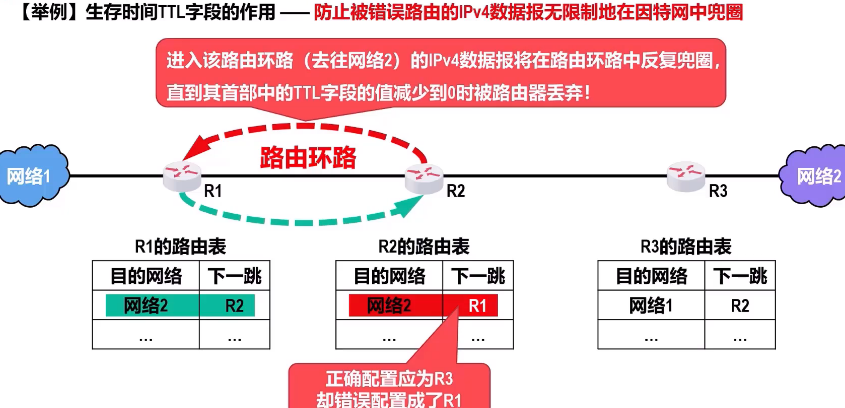 【举例】生存时间TTL字段的作用 —— 防止被错误路由的IPv4数据报无限制地在因特网中兜圈
进入该路由环路（去往网络2）的IPv4数据报将在路由环路中反复兜圈，
直到其首部中的TTL字段的值减少到0时被路由器丢弃！
路由环路
网络1
R1
R2
R3
网络2
R1的路由表
R2的路由表
R3的路由表
目的网络 下一跳
目的网络 下一跳
目的网络 下一跳
网络2 R2
网络2 R1
网络1 R2
... ...
... ...
... ...
正确配置应为R3
却错误配置成了R1